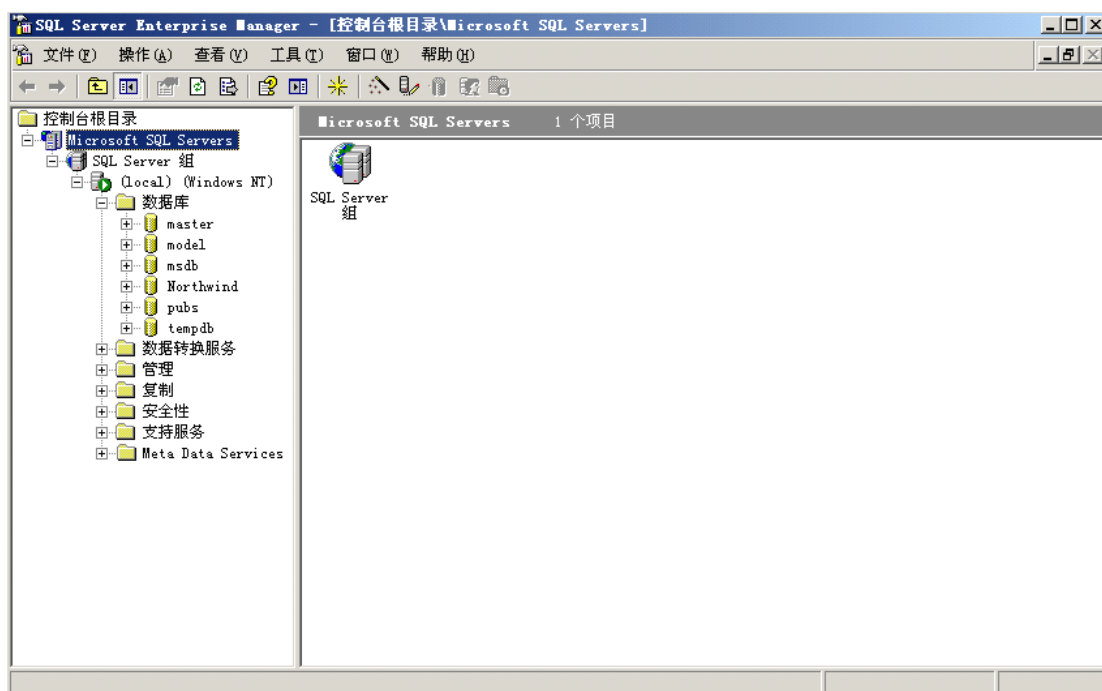 SQL Server Enterprise Manager - [控制台根目录\Microsoft SQL Servers]
文件(F) 操作(A) 查看(V) 工具(T) 窗口(W) 帮助(H)
控制台根目录
Microsoft SQL Servers
SQL Server 组
(local) (Windows NT)
数据库
master
model
msdb
Northwind
pubs
tempdb
数据转换服务
管理
复制
安全性
支持服务
Meta Data Services
Microsoft SQL Servers 1 个项目
SQL Server
组